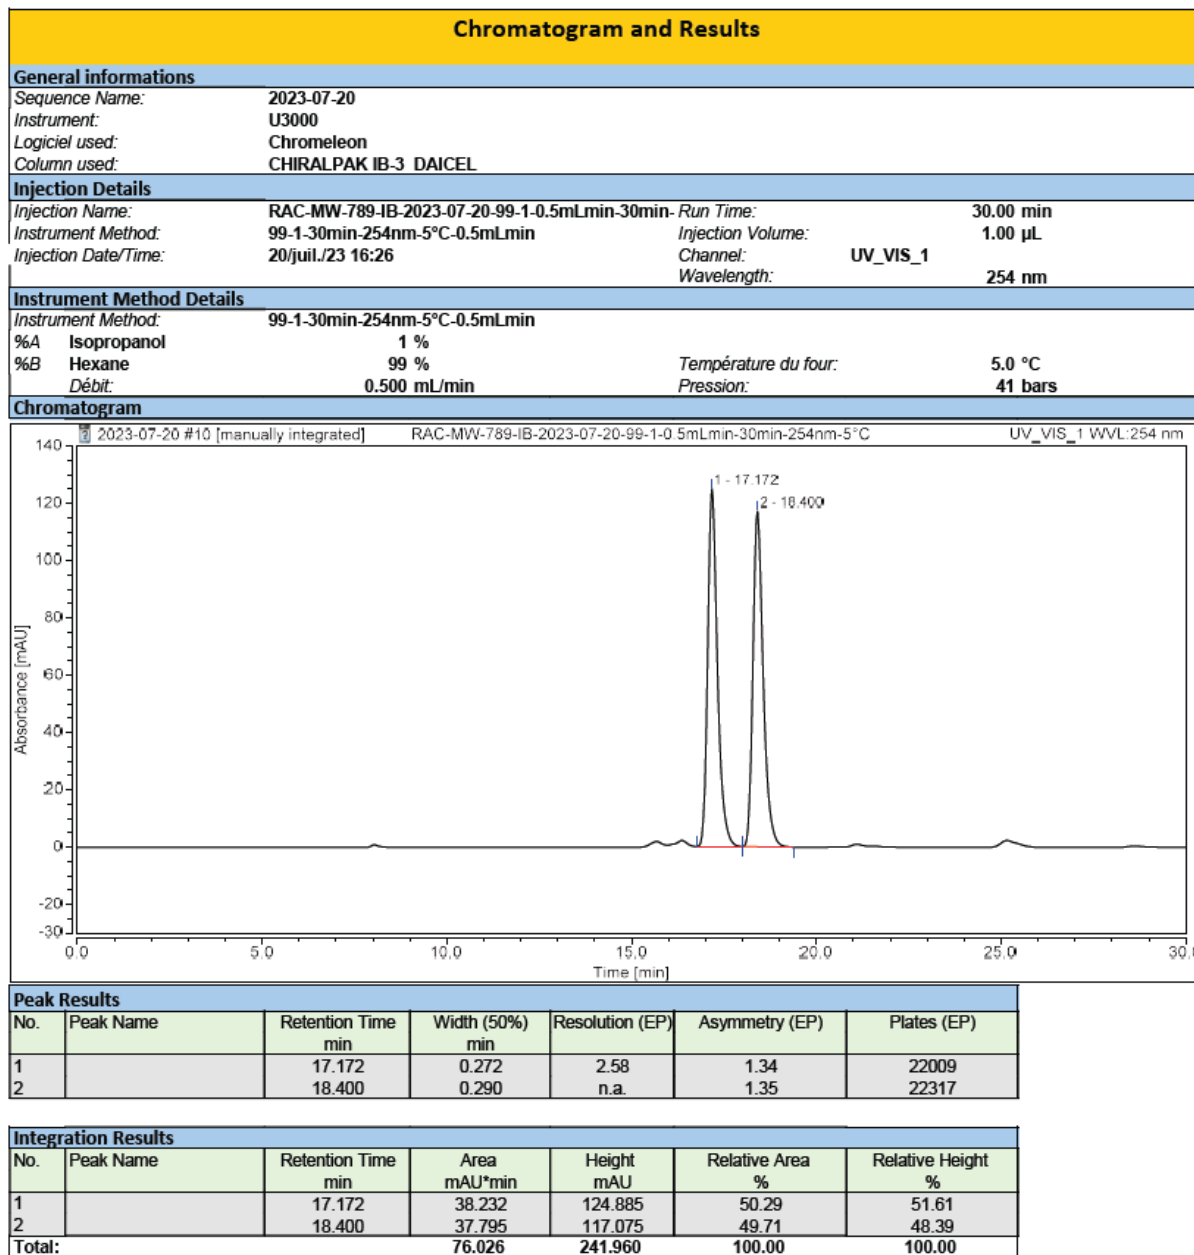 Chromatogram and Results
General informations
Sequence Name: 2023-07-20
Instrument: U3000
Logiciel used: Chromeleon
Column used: CHIRALPAK IB-3 DAICEL
Injection Details
Injection Name: RAC-MW-789-IB-2023-07-20-99-1-0.5mLmin-30min- Run Time: 30.00 min
Instrument Method: 99-1-30min-254nm-5°C-0.5mLmin Injection Volume: 1.00 µL
Injection Date/Time: 20/juil./23 16:26 Channel: UV_VIS_1
Wavelength: 254 nm
Instrument Method Details
Instrument Method: 99-1-30min-254nm-5°C-0.5mLmin
%A Isopropanol 1 %
%B Hexane 99 % Température du four: 5.0 °C
Débit: 0.500 mL/min Pression: 41 bars
Chromatogram
2023-07-20 #10 [manually integrated] RAC-MW-789-IB-2023-07-20-99-1-0.5mLmin-30min-254nm-5°C UV_VIS_1 WVL:254 nm
140
1 - 17.172
120
2 - 18.400
100
80
60
40
20
0
-20
-30
Absorbance [mAU]
0.0 5.0 10.0 15.0 20.0 25.0 30.0
Time [min]
Peak Results
No. Peak Name Retention Time Width (50%) Resolution (EP) Asymmetry (EP) Plates (EP)
min min
1 17.172 0.272 2.58 1.34 22009
2 18.400 0.290 n.a. 1.35 22317
Integration Results
No. Peak Name Retention Time Area Height Relative Area Relative Height
min mAU*min mAU % %
1 17.172 38.232 124.885 50.29 51.61
2 18.400 37.795 117.075 49.71 48.39
Total: 76.026 241.960 100.00 100.00